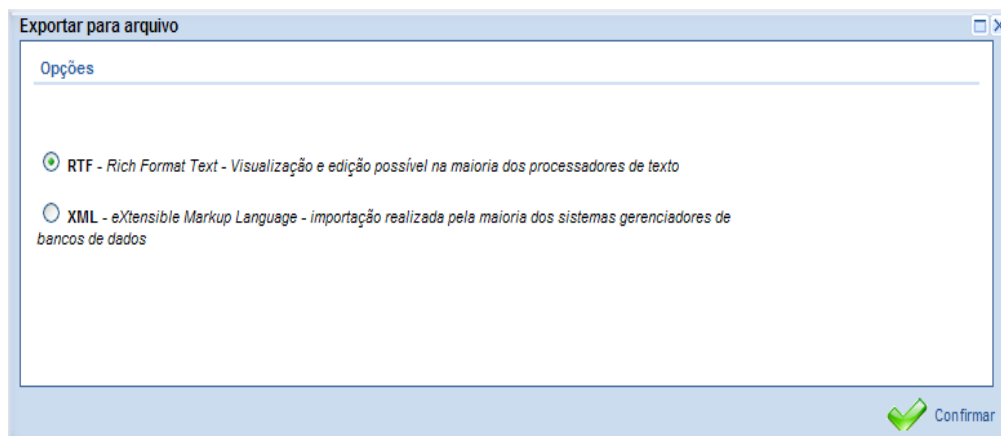 Exportar para arquivo
Opções
RTF - Rich Format Text - Visualização e edição possível na maioria dos processadores de texto
XML - eXtensible Markup Language - importação realizada pela maioria dos sistemas gerenciadores de
bancos de dados
Confirmar